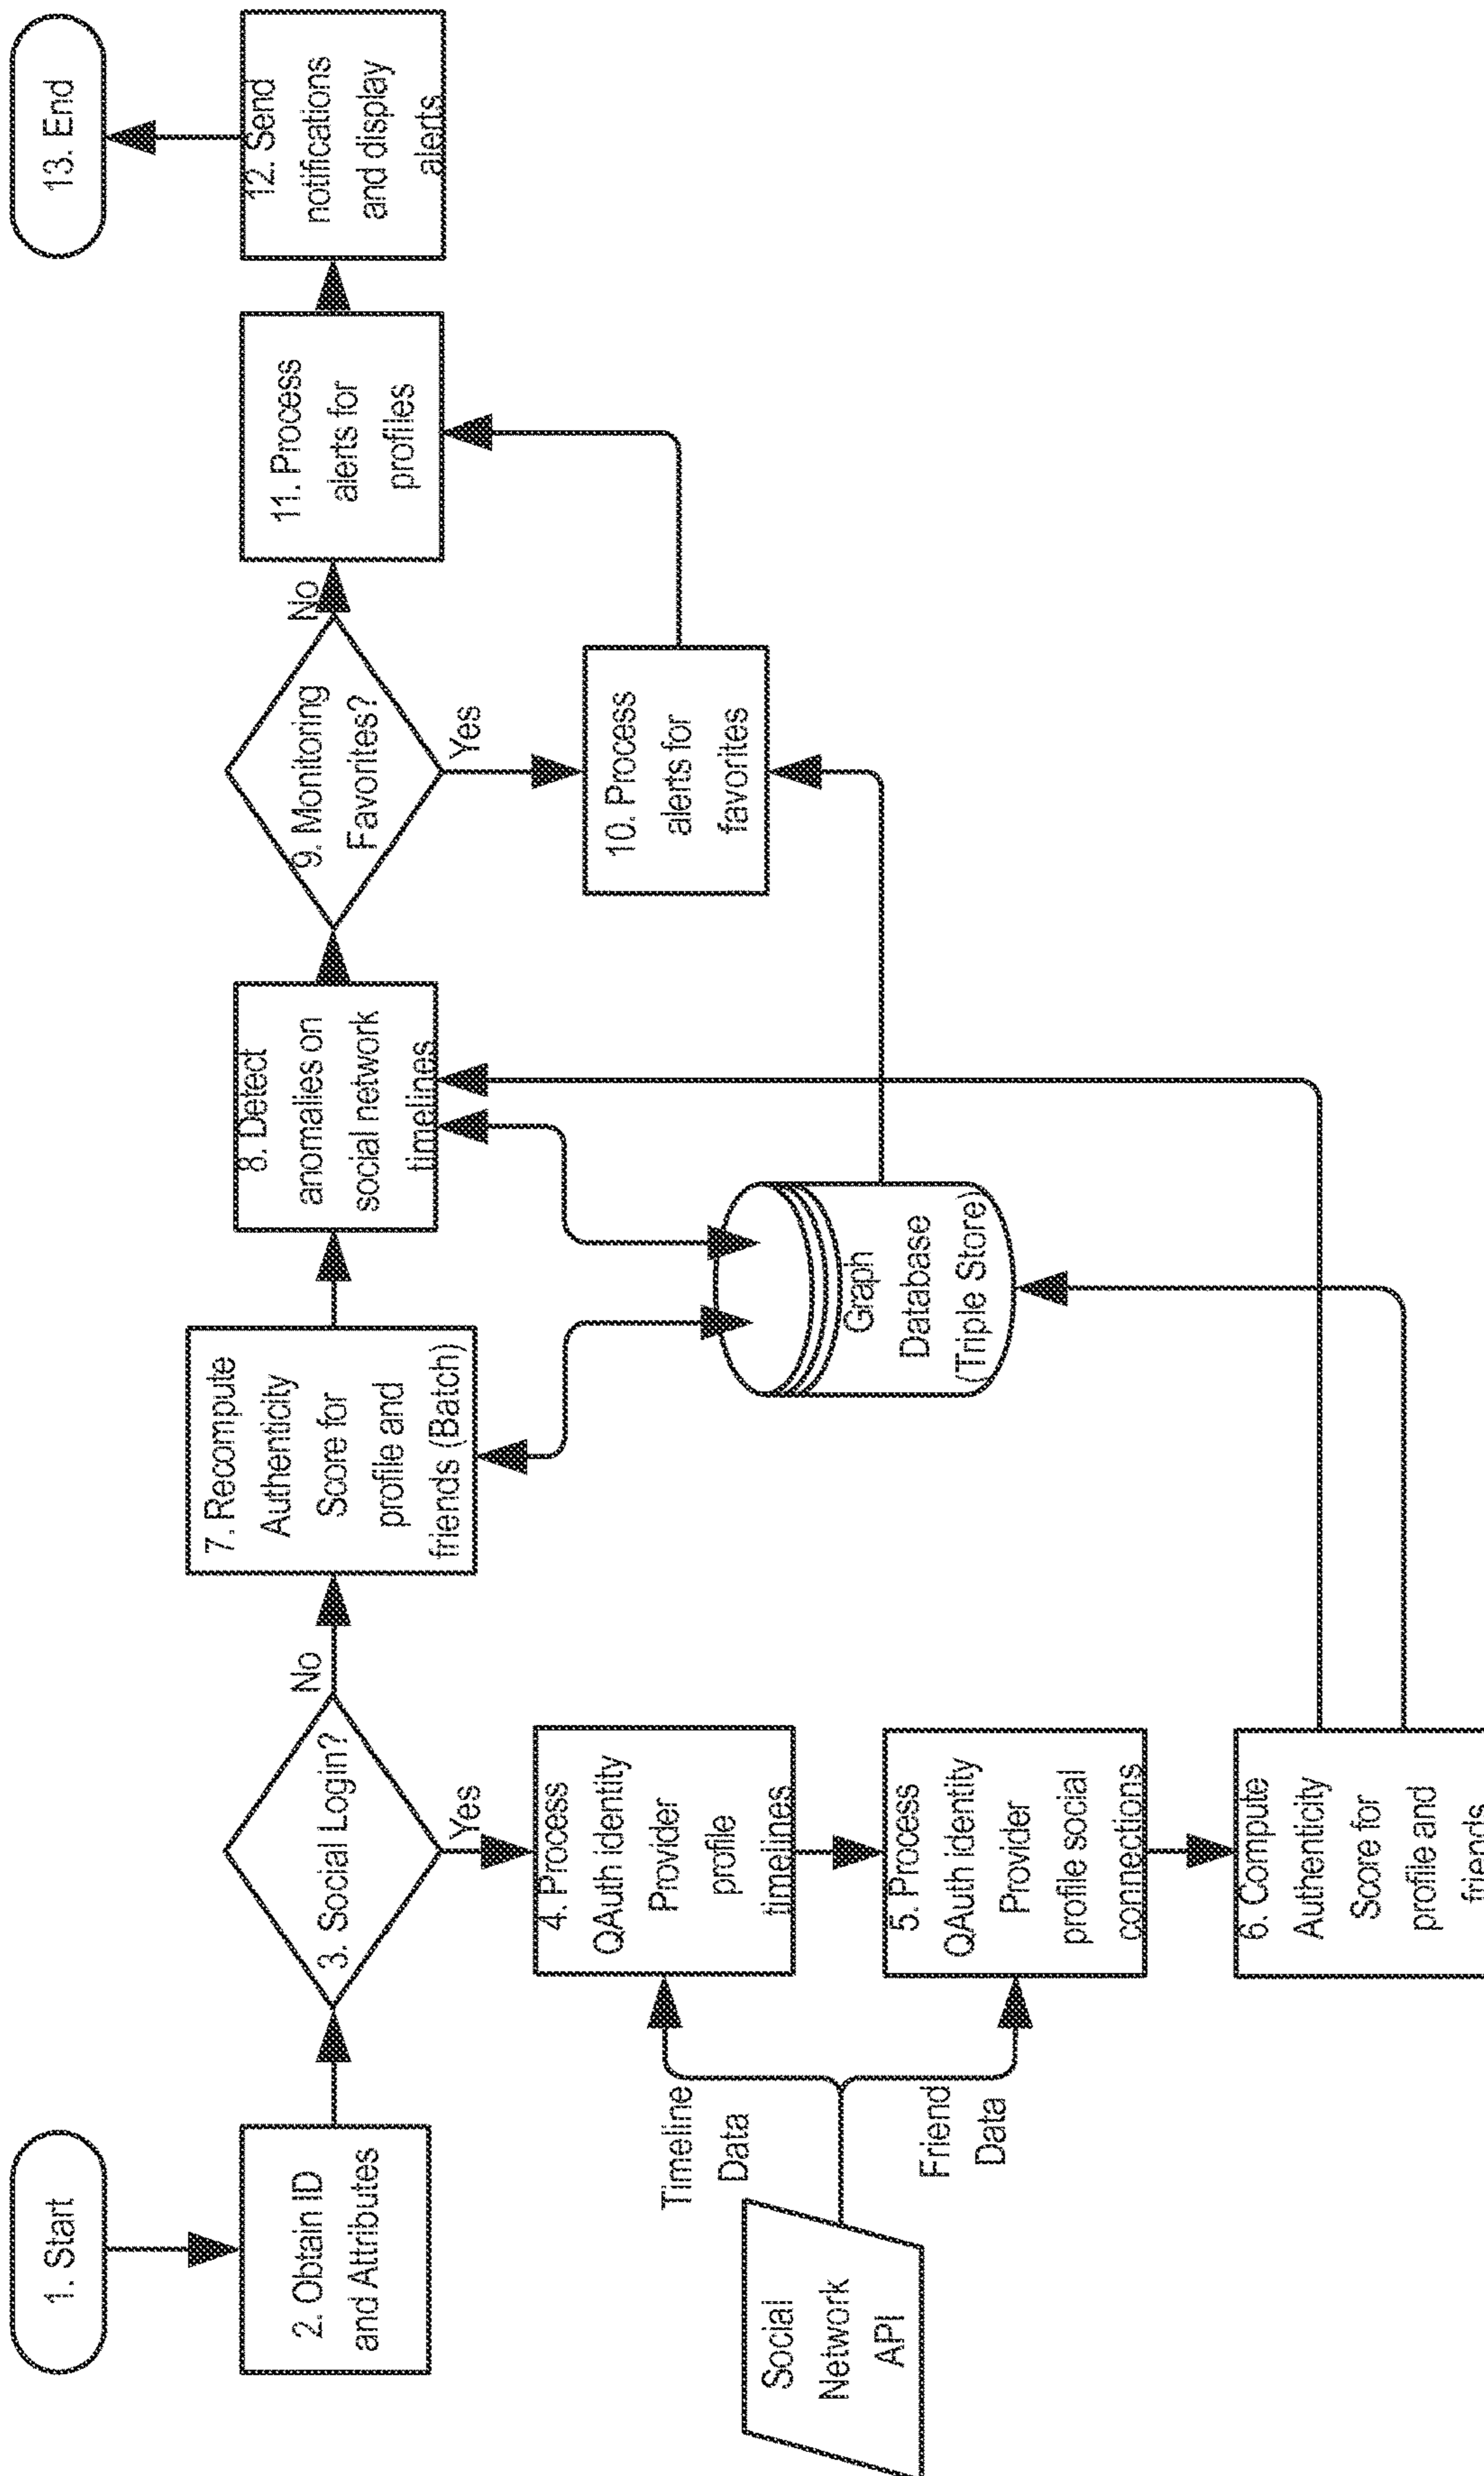 1. Start
2. Obtain ID
and Attributes
3. Social Login?
No
Yes
4. Process
QAuth identity
Provider
profile
timelines
5. Process
QAuth identity
Provider
profile social
connections
6. Compute
Authenticity
Score for
profile and
friends
Timeline
Data
Friend
Data
Social
Network
API
7. Recompute
Authenticity
Score for
profile and
friends (Batch)
Graph
Database
(Triple Store)
8. Detect
anomalies on
social network
timelines
9. Monitoring
Favorites?
No
Yes
10. Process
alerts for
favorites
11. Process
alerts for
profiles
12. Send
notifications
and display
alerts
13. End